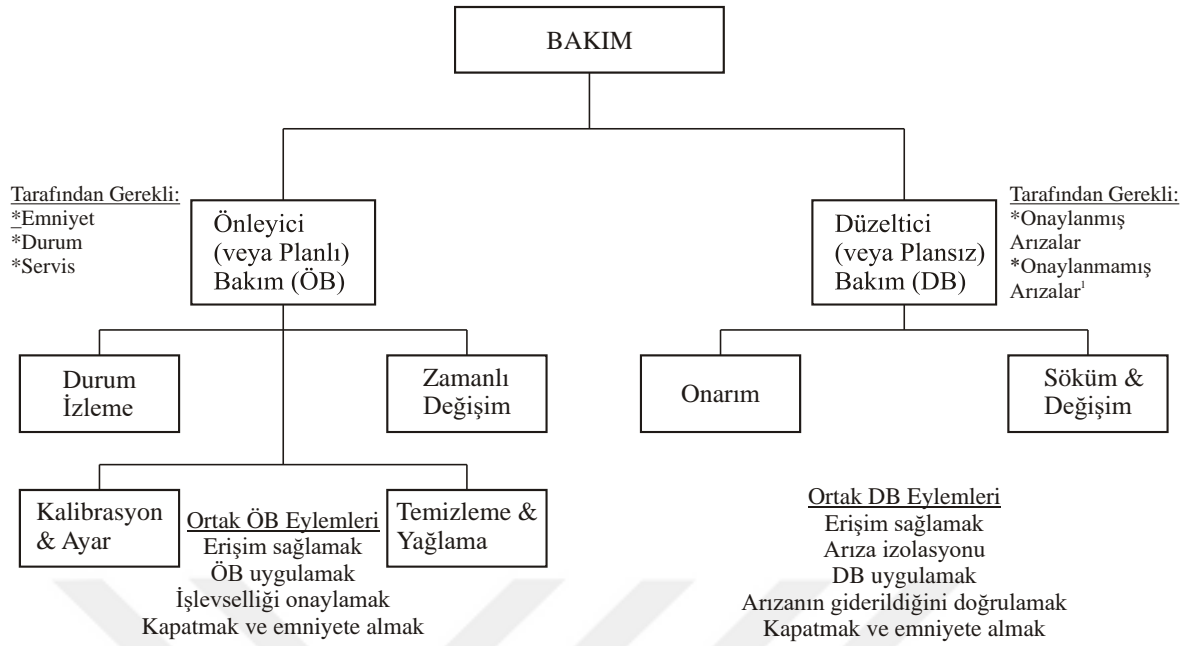 BAKIM
Tarafından Gerekli:
*Emniyet
*Durum
*Servis
Önleyici
(veya Planlı)
Bakım (ÖB)
Düzeltici
(veya Plansız)
Bakım (DB)
Tarafından Gerekli:
*Onaylanmış
Arızalar
*Onaylanmamış
Arızalar¹
Durum
İzleme
Zamanlı
Değişim
Onarım
Söküm &
Değişim
Kalibrasyon
& Ayar
Temizleme &
Yağlama
Ortak ÖB Eylemleri
Erişim sağlamak
ÖB uygulamak
İşlevselliği onaylamak
Kapatmak ve emniyete almak
Ortak DB Eylemleri
Erişim sağlamak
Arıza izolasyonu
DB uygulamak
Arızanın giderildiğini doğrulamak
Kapatmak ve emniyete almak